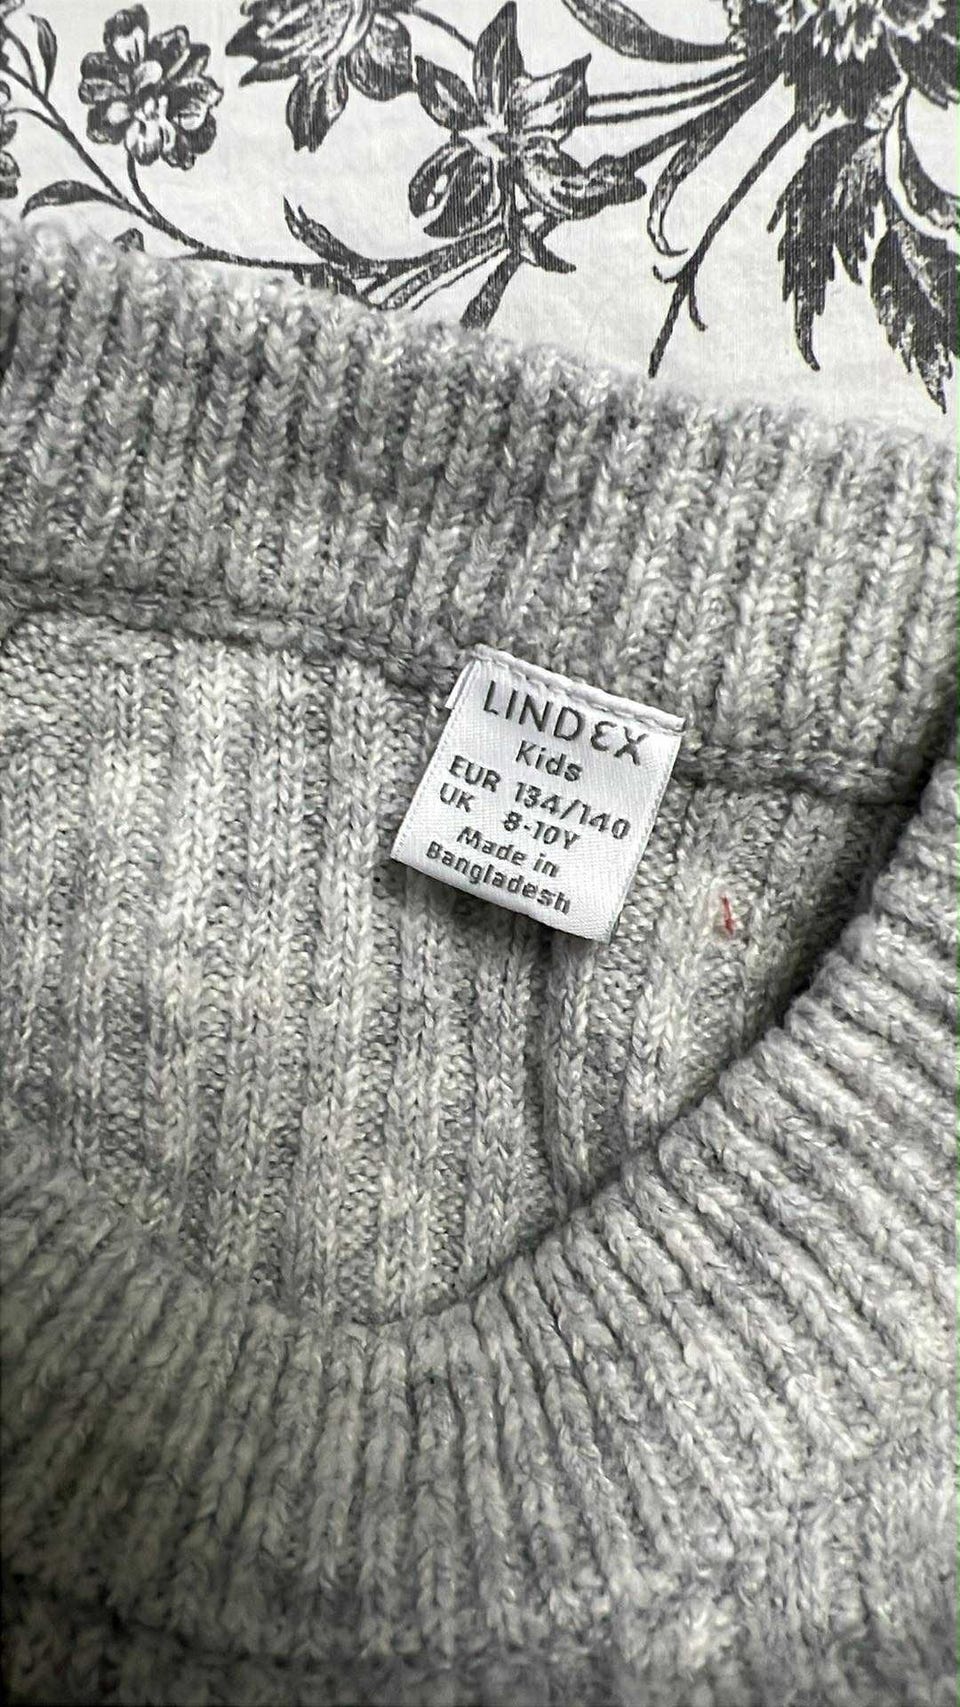 LINDEX
Kids
EUR 134/140
UK 8-10Y
Made in
Bangladesh